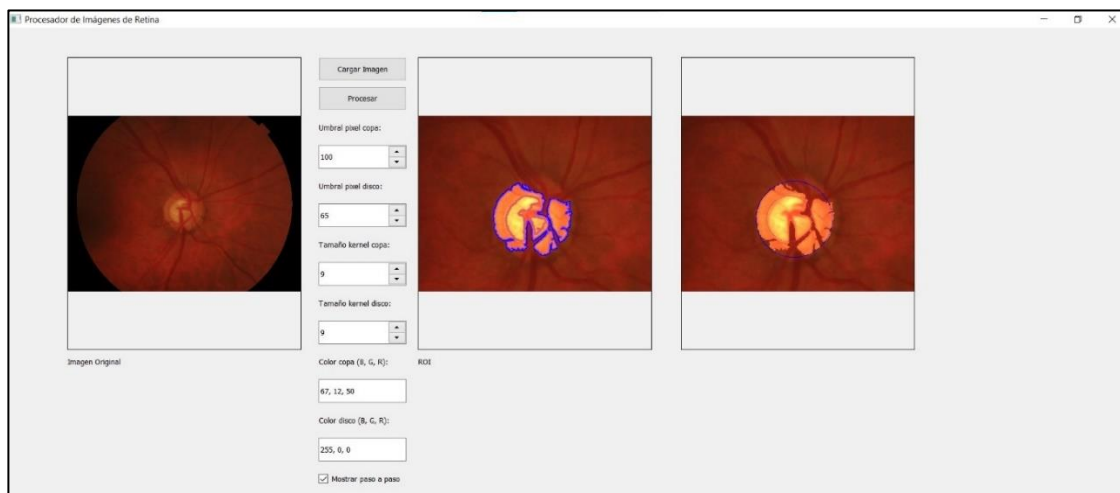 Procesador de Imágenes de Retina
Cargar Imagen
Procesar
Umbral pixel copa:
100
Umbral pixel disco:
65
Tamaño kernel copa:
9
Tamaño kernel disco:
9
Imagen Original
Color copa (B, G, R):
ROI
67, 12, 50
Color disco (B, G, R):
255, 0, 0
Mostrar paso a paso